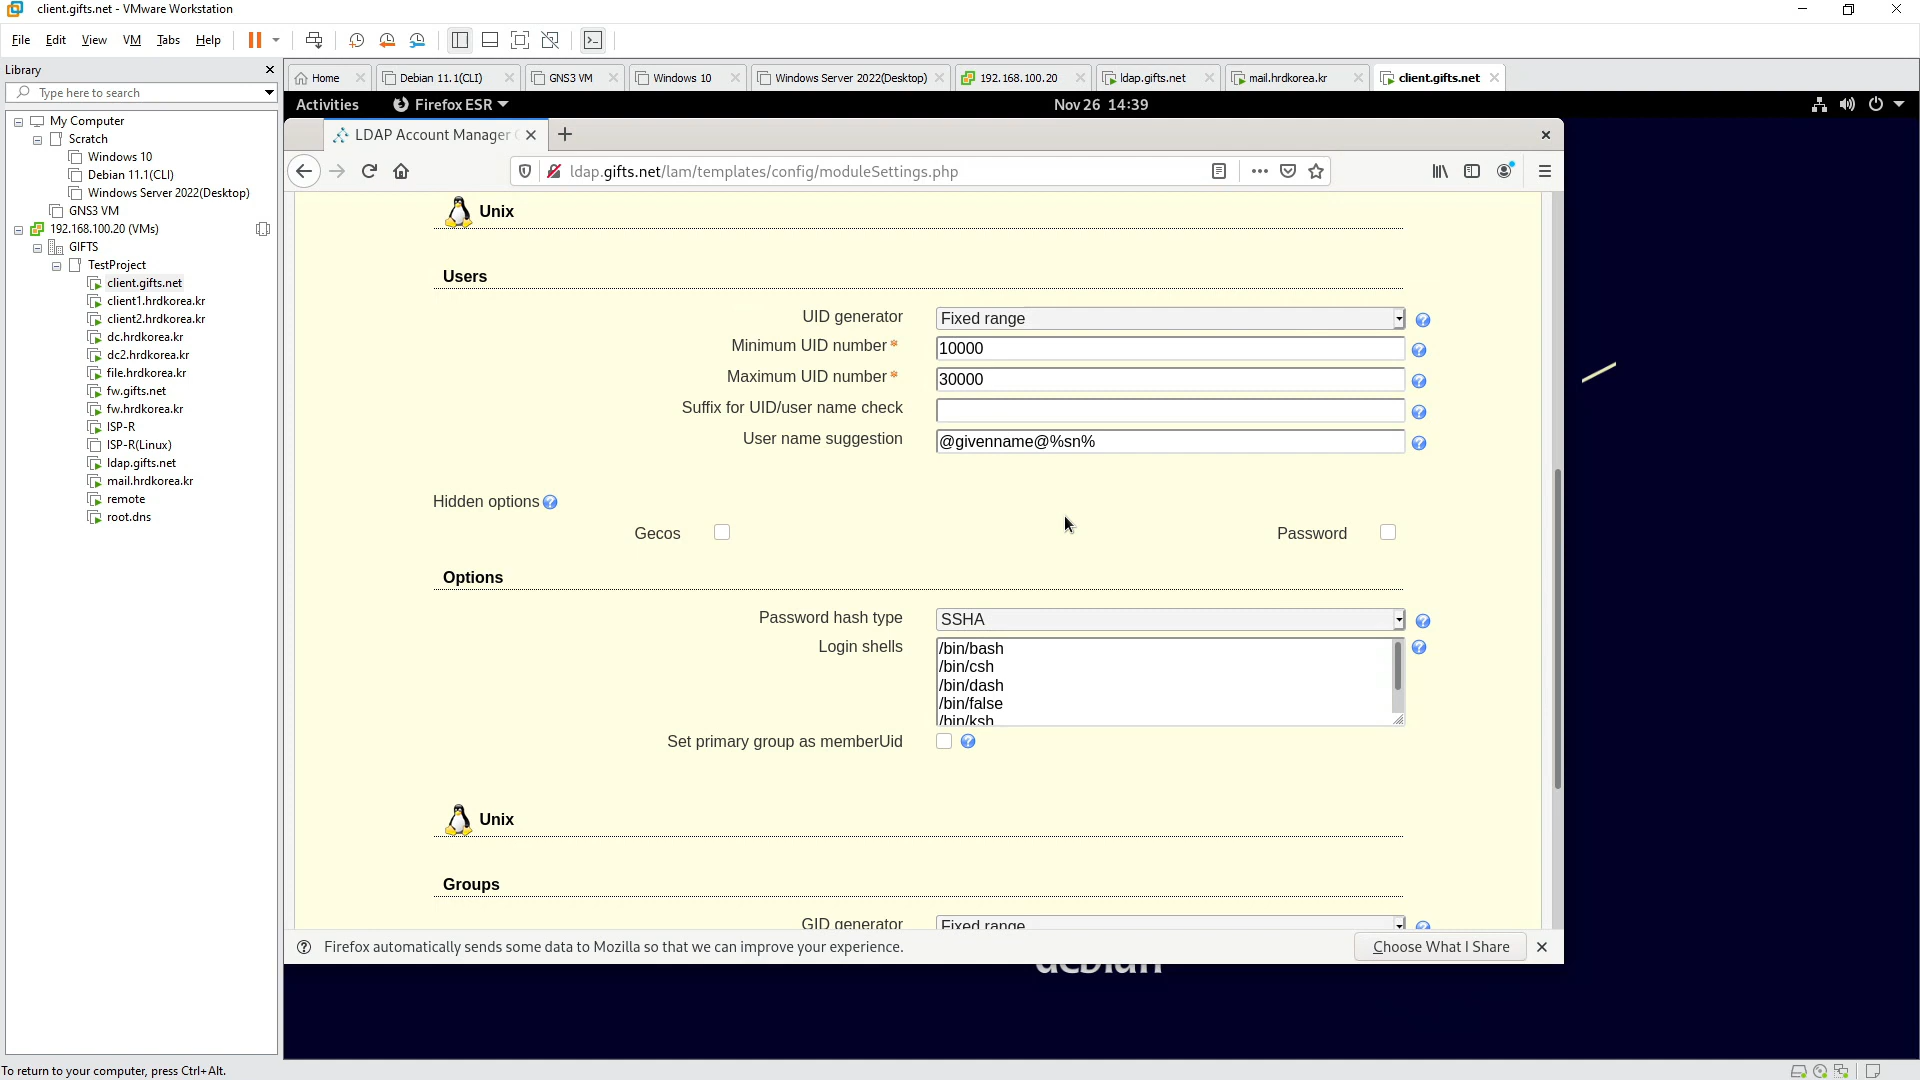 client.gifts.net - VMware Workstation
File Edit View VM Tabs Help
Library
Type here to search
My Computer
Scratch
Windows 10
Debian 11.1(CLI)
Windows Server 2022(Desktop)
GNS3 VM
192.168.100.20 (VMs)
GIFTS
TestProject
client.gifts.net
client1.hrdkorea.kr
client2.hrdkorea.kr
dc.hrdkorea.kr
dc2.hrdkorea.kr
file.hrdkorea.kr
fw.gifts.net
fw.hrdkorea.kr
ISP-R
ISP-R(Linux)
ldap.gifts.net
mail.hrdkorea.kr
remote
root.dns
Home Debian 11.1(CLI) GNS3 VM Windows 10 Windows Server 2022(Desktop) 192.168.100.20 ldap.gifts.net mail.hrdkorea.kr client.gifts.net
Activities Firefox ESR Nov 26 14:39
LDAP Account Manager
ldap.gifts.net/lam/templates/config/moduleSettings.php
Unix
Users
UID generator Fixed range
Minimum UID number* 10000
Maximum UID number* 30000
Suffix for UID/user name check
User name suggestion @givenname@%sn%
Hidden options
Gecos Password
Options
Password hash type SSHA
Login shells /bin/bash
/bin/csh
/bin/dash
/bin/false
/bin/ksh
Set primary group as memberUid
Unix
Groups
GID generator Fixed range
Firefox automatically sends some data to Mozilla so that we can improve your experience. Choose What I Share
debian
To return to your computer, press Ctrl+Alt.